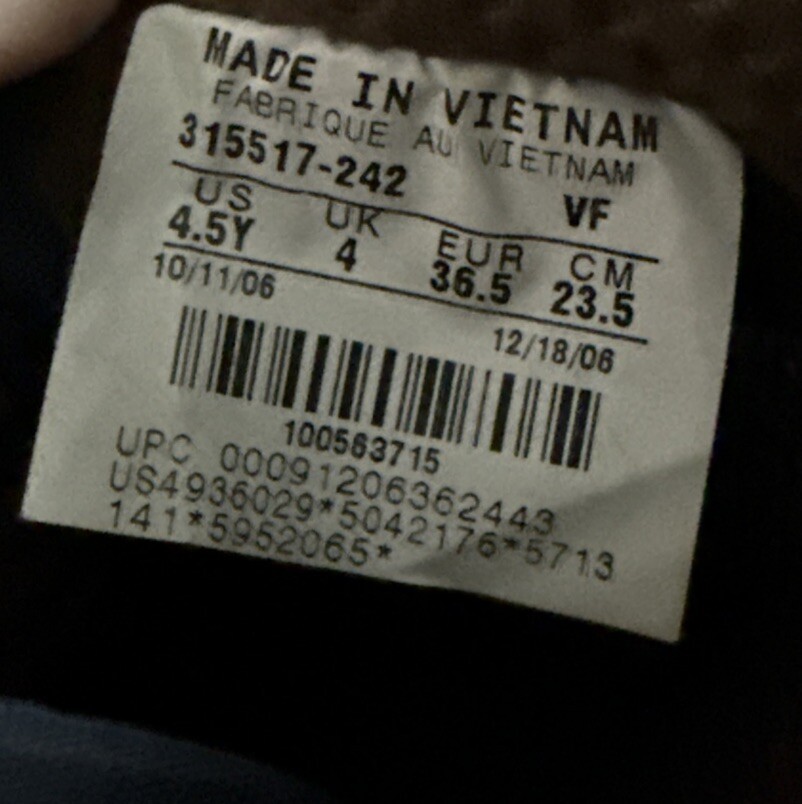 MADE IN VIETNAM
FABRIQUE AU VIETNAM
315517-242 VF
US UK EUR CM
4.5Y 4 36.5 23.5
10/11/06 12/18/06
100563715
UPC 00091206362443
US4936029*5042176*5713
141*5952065*